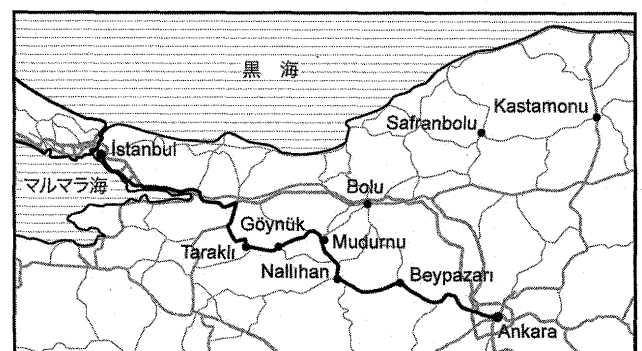 黒 海
Kastamonu
Safranbolu
İstanbul
マルマラ海
Bolu
Göynük
Taraklı
Mudurnu
Nallıhan
Beypazarı
Ankara